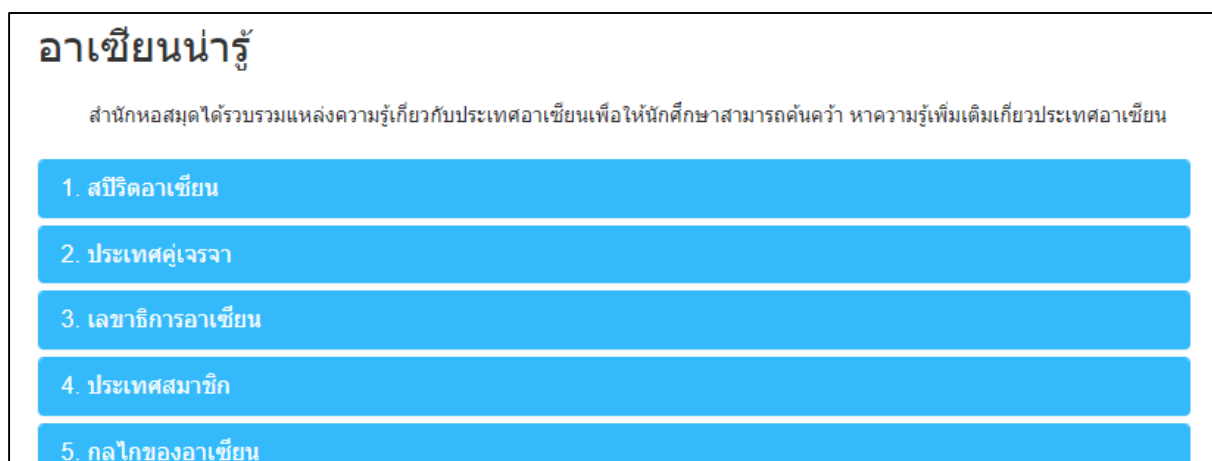 อาเซียนน่ารู้
สำนักหอสมุดได้รวบรวมแหล่งความรู้เกี่ยวกับประเทศอาเซียนเพื่อให้นักศึกษาสามารถค้นคว้า หาความรู้เพิ่มเติมเกี่ยวประเทศอาเซียน
1. สปิริตอาเซียน
2. ประเทศคู่เจรจา
3. เลขาธิการอาเซียน
4. ประเทศสมาชิก
5. กลไกของอาเซียน